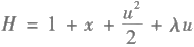 H = 1 + x + u²/2 + λu